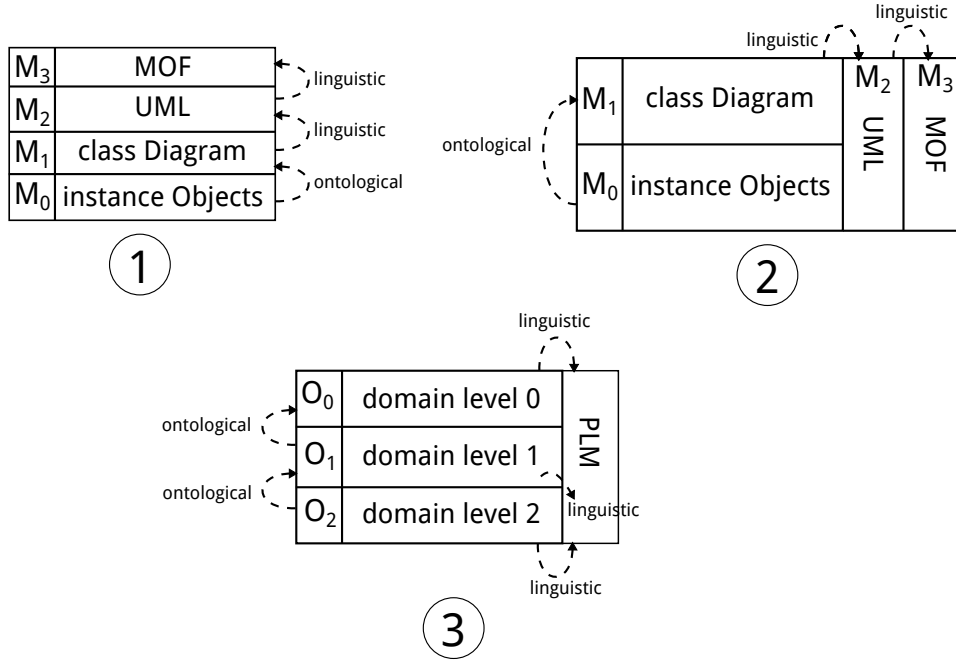 M3 MOF
linguistic
M2 UML
linguistic
M1 class Diagram
ontological
M0 instance Objects
1
linguistic
linguistic
M1 class Diagram
M2 UML
M3 MOF
ontological
M0 instance Objects
2
linguistic
O0 domain level 0
ontological
O1 domain level 1
PLM
ontological
linguistic
O2 domain level 2
linguistic
3